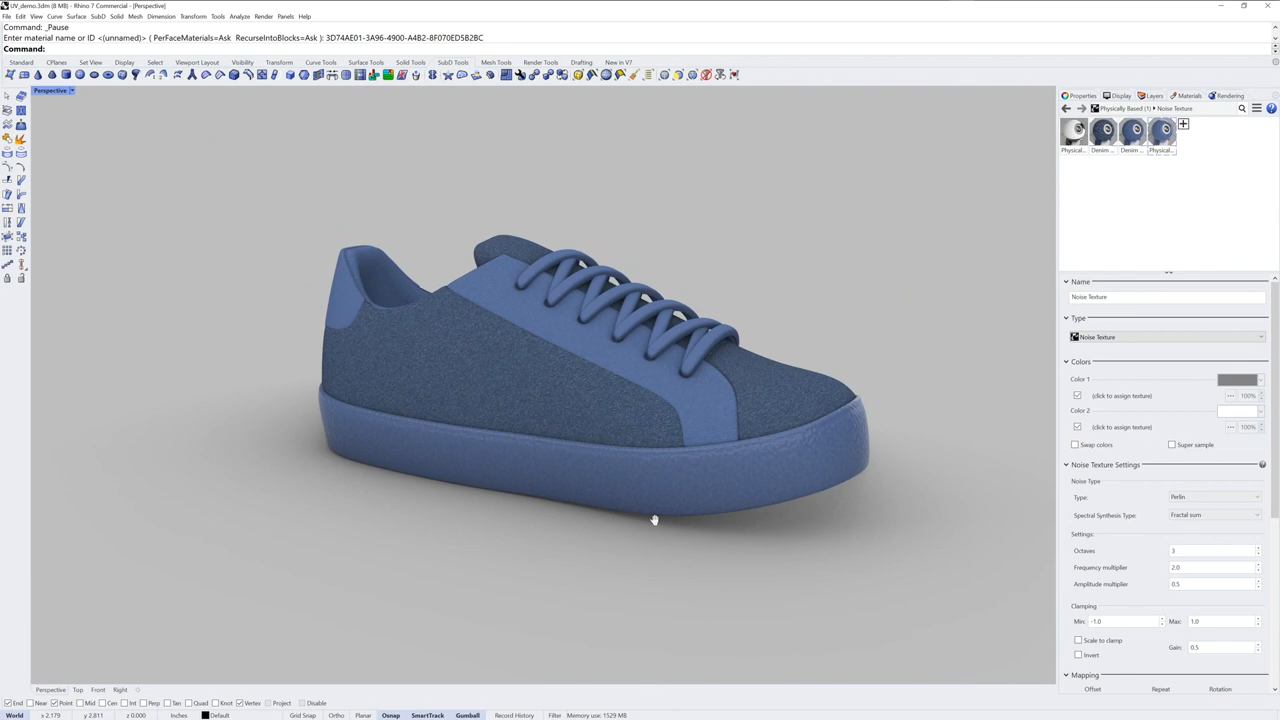 UV_demo.3dm (8 MB) - Rhino 7 Commercial - [Perspective]
File Edit View Curve Surface SubD Solid Mesh Dimension Transform Tools Analyze Render Panels Help
Command: _Pause
Enter material name or ID <(unnamed)> ( PerFaceMaterials=Ask RecurseIntoBlocks=Ask ): 3D74AE01-3A96-4900-A4B2-8F070ED5B2BC
Command:
Standard CPlanes Set View Display Select Viewport Layout Visibility Transform Curve Tools Surface Tools Solid Tools SubD Tools Mesh Tools Render Tools Drafting New in V7
Perspective
Properties Display Layers Materials Rendering
Physically Based (1) Noise Texture
Physical... Denim ... Denim ... Physical...
Name
Noise Texture
Type
Noise Texture
Colors
Color 1
(click to assign texture) ... 100%
Color 2
(click to assign texture) ... 100%
Swap colors Super sample
Noise Texture Settings
Noise Type
Type: Perlin
Spectral Synthesis Type: Fractal sum
Settings:
Octaves 3
Frequency multiplier 2.0
Amplitude multiplier 0.5
Clamping
Min: -1.0 Max: 1.0
Scale to clamp
Gain: 0.5
Invert
Mapping
Offset Repeat Rotation
Perspective Top Front Right
End Near Point Mid Cen Int Perp Tan Quad Knot Vertex Project Disable
World x 2.179 y 2.811 z 0.000 Inches Default Grid Snap Ortho Planar Osnap SmartTrack Gumball Record History Filter Memory use: 1529 MB